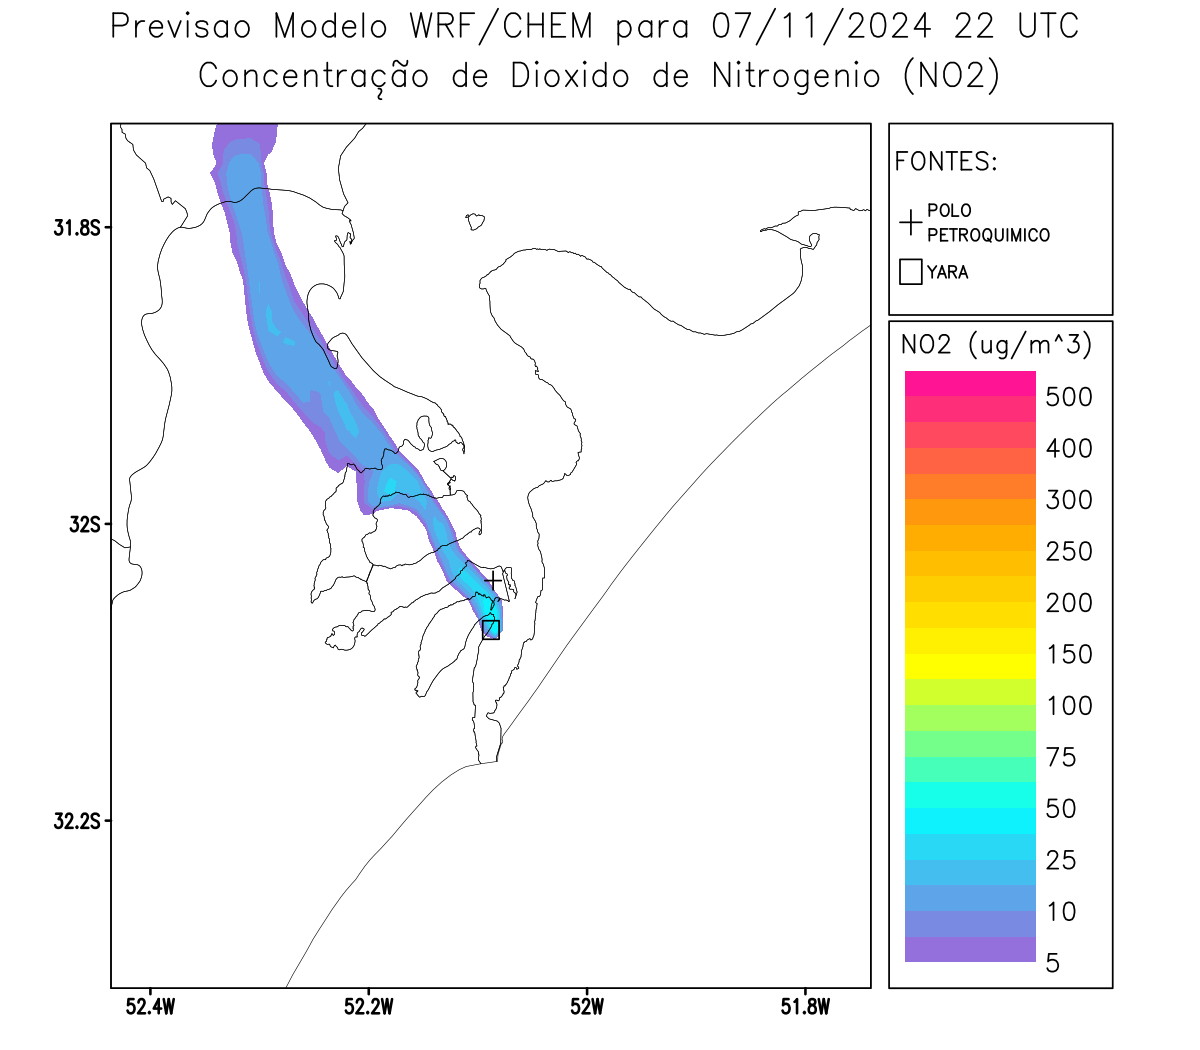 Previsao Modelo WRF/CHEM para 07/11/2024 22 UTC
Concentração de Dioxido de Nitrogenio (NO2)
FONTES:
POLO
PETROQUIMICO
YARA
NO2 (ug/m^3)
500
400
300
250
200
150
100
75
50
25
10
5
31.8S
32S
32.2S
52.4W
52.2W
52W
51.8W